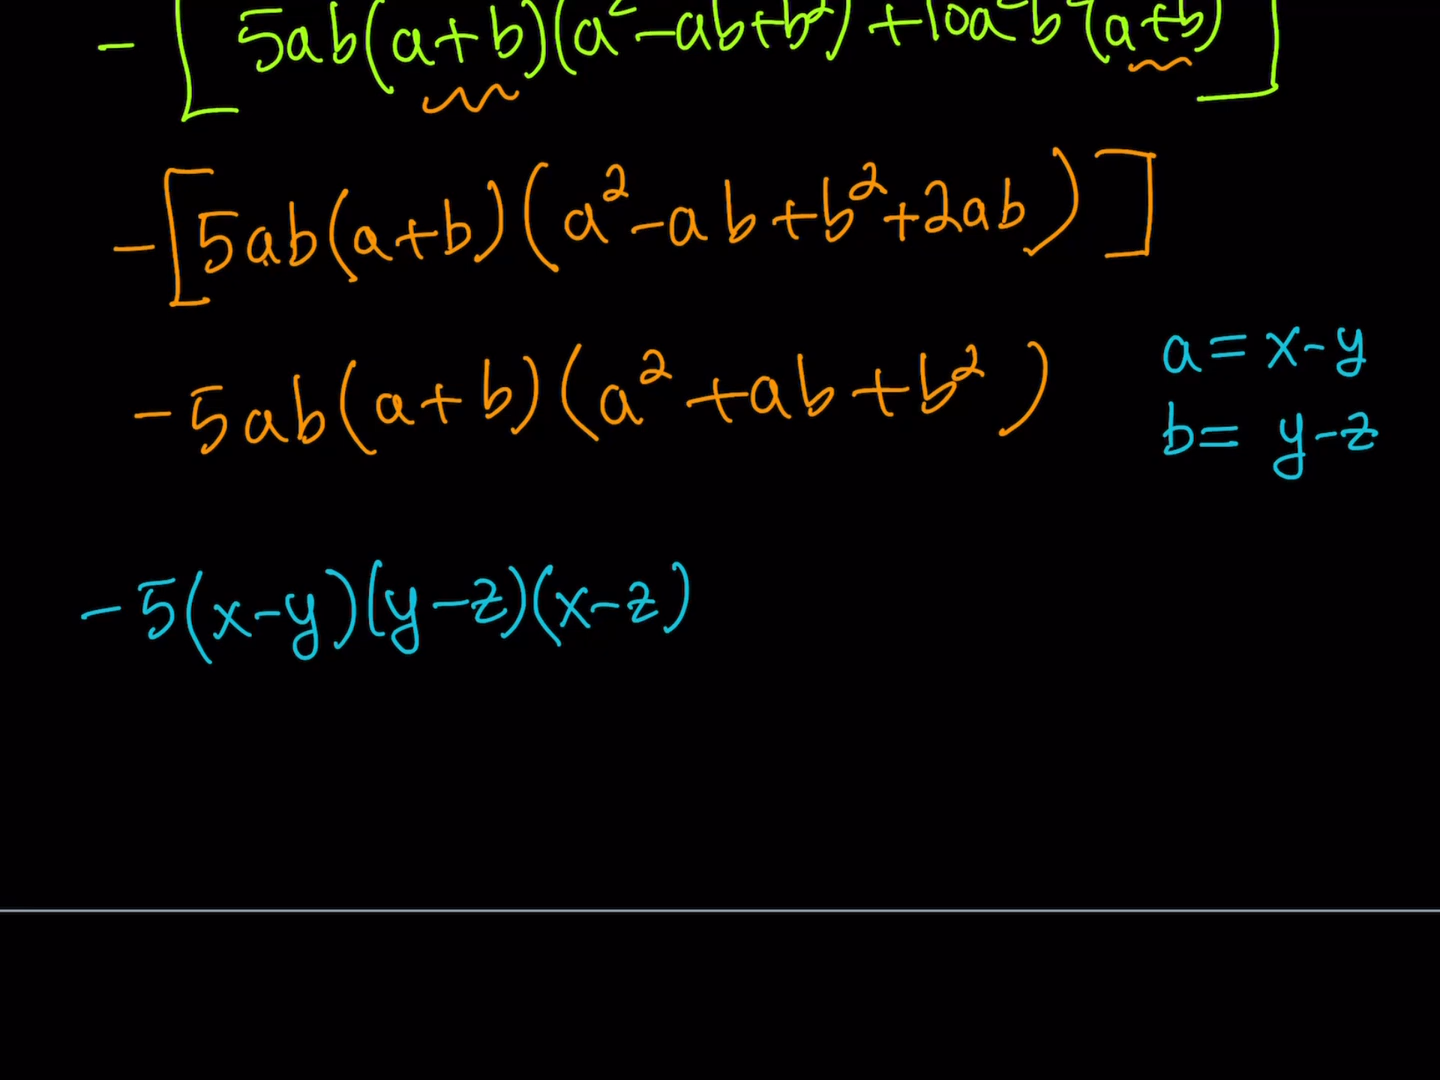 - [5ab(a+b)(a²-ab+b²)+10a²b²(a+b)]
-[5ab(a+b)(a²-ab+b²+2ab)]
-5ab(a+b)(a²+ab+b²)
a=x-y
b=y-z
-5(x-y)(y-z)(x-z)